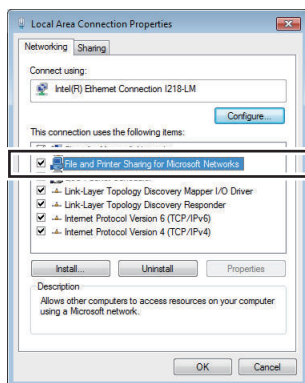 Local Area Connection Properties
Networking Sharing
Connect using:
Intel(R) Ethernet Connection I218-LM
Configure...
This connection uses the following items:
File and Printer Sharing for Microsoft Networks
Link-Layer Topology Discovery Mapper I/O Driver
Link-Layer Topology Discovery Responder
Internet Protocol Version 6 (TCP/IPv6)
Internet Protocol Version 4 (TCP/IPv4)
Install... Uninstall Properties
Description
Allows other computers to access resources on your computer
using a Microsoft network.
OK Cancel